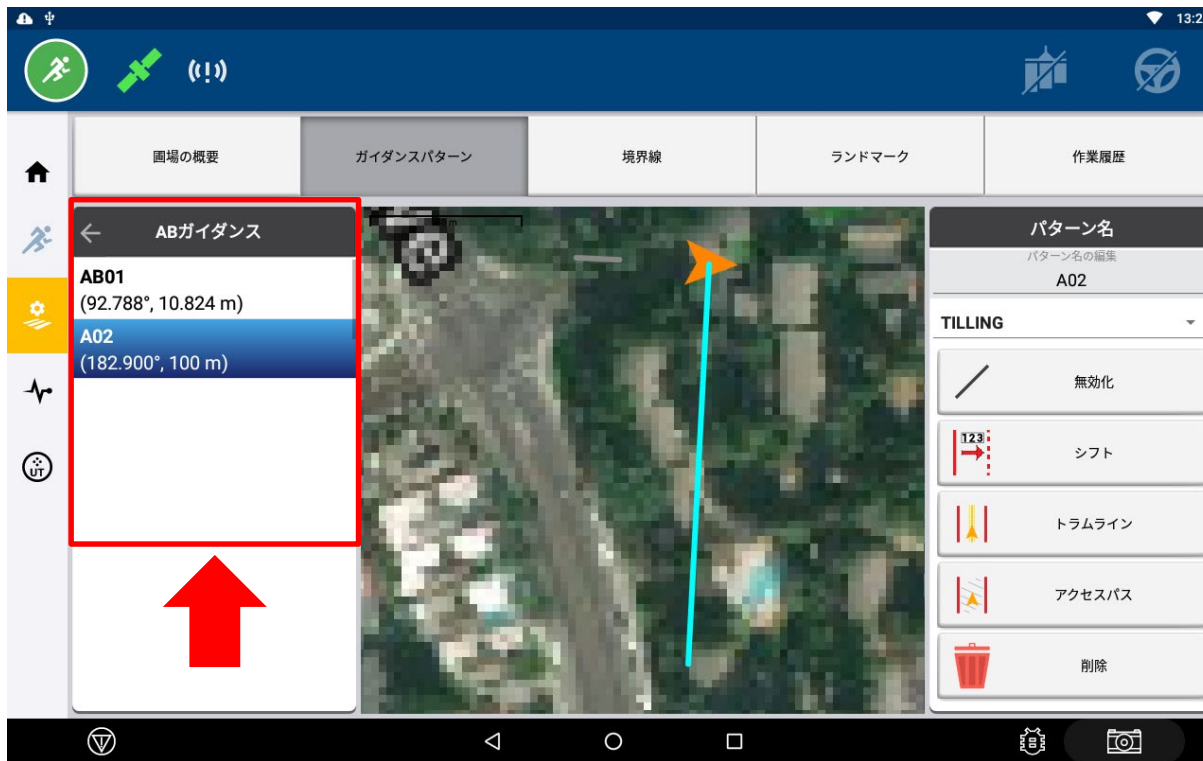 13:2
圃場の概要
ガイダンスパターン
境界線
ランドマーク
作業履歴
ABガイダンス
AB01
(92.788°, 10.824 m)
A02
(182.900°, 100 m)
パターン名
パターン名の編集
A02
TILLING
無効化
123
シフト
トラムライン
アクセスパス
削除
UT